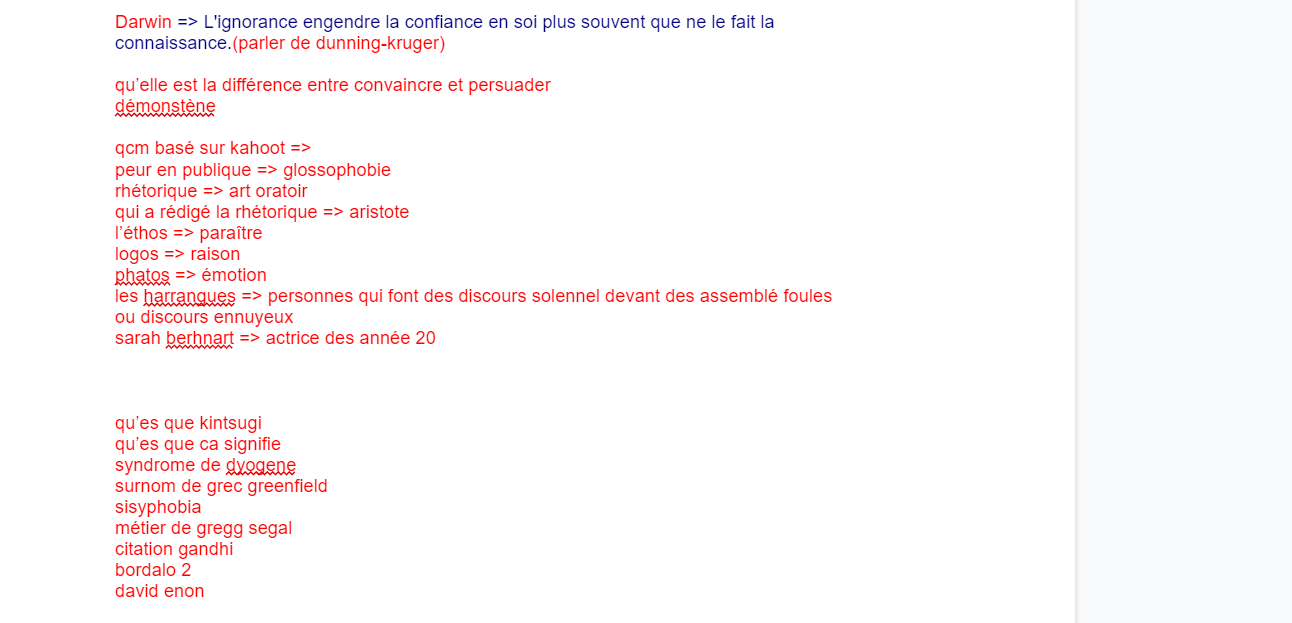 Darwin => L'ignorance engendre la confiance en soi plus souvent que ne le fait la
connaissance.(parler de dunning-kruger)
qu’elle est la différence entre convaincre et persuader
démonstène
qcm basé sur kahoot =>
peur en publique => glossophobie
rhétorique => art oratoir
qui a rédigé la rhétorique => aristote
l’éthos => paraître
logos => raison
phatos => émotion
les harrangues => personnes qui font des discours solennel devant des assemblé foules
ou discours ennuyeux
sarah berhnart => actrice des année 20
qu’es que kintsugi
qu’es que ca signifie
syndrome de dyogene
surnom de grec greenfield
sisyphobia
métier de gregg segal
citation gandhi
bordalo 2
david enon